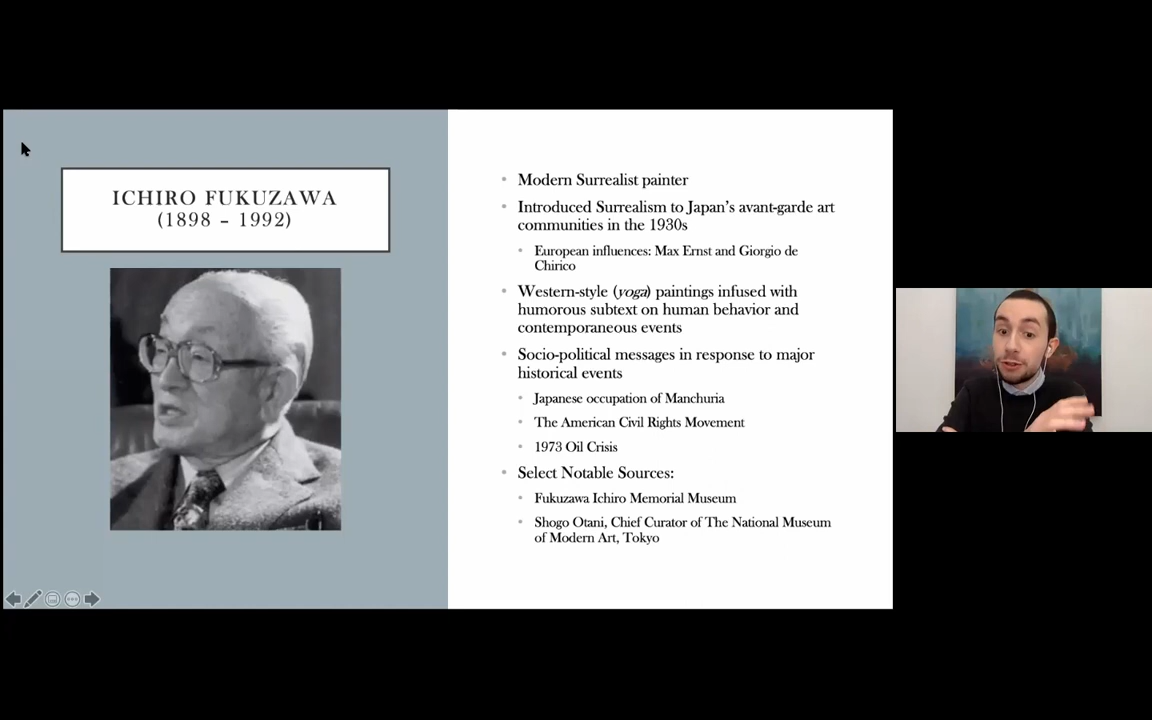 ICHIRO FUKUZAWA
(1898 – 1992)
• Modern Surrealist painter
• Introduced Surrealism to Japan’s avant-garde art
communities in the 1930s
• European influences: Max Ernst and Giorgio de
Chirico
• Western-style (yoga) paintings infused with
humorous subtext on human behavior and
contemporaneous events
• Socio-political messages in response to major
historical events
• Japanese occupation of Manchuria
• The American Civil Rights Movement
• 1973 Oil Crisis
• Select Notable Sources:
• Fukuzawa Ichiro Memorial Museum
• Shogo Otani, Chief Curator of The National Museum
of Modern Art, Tokyo